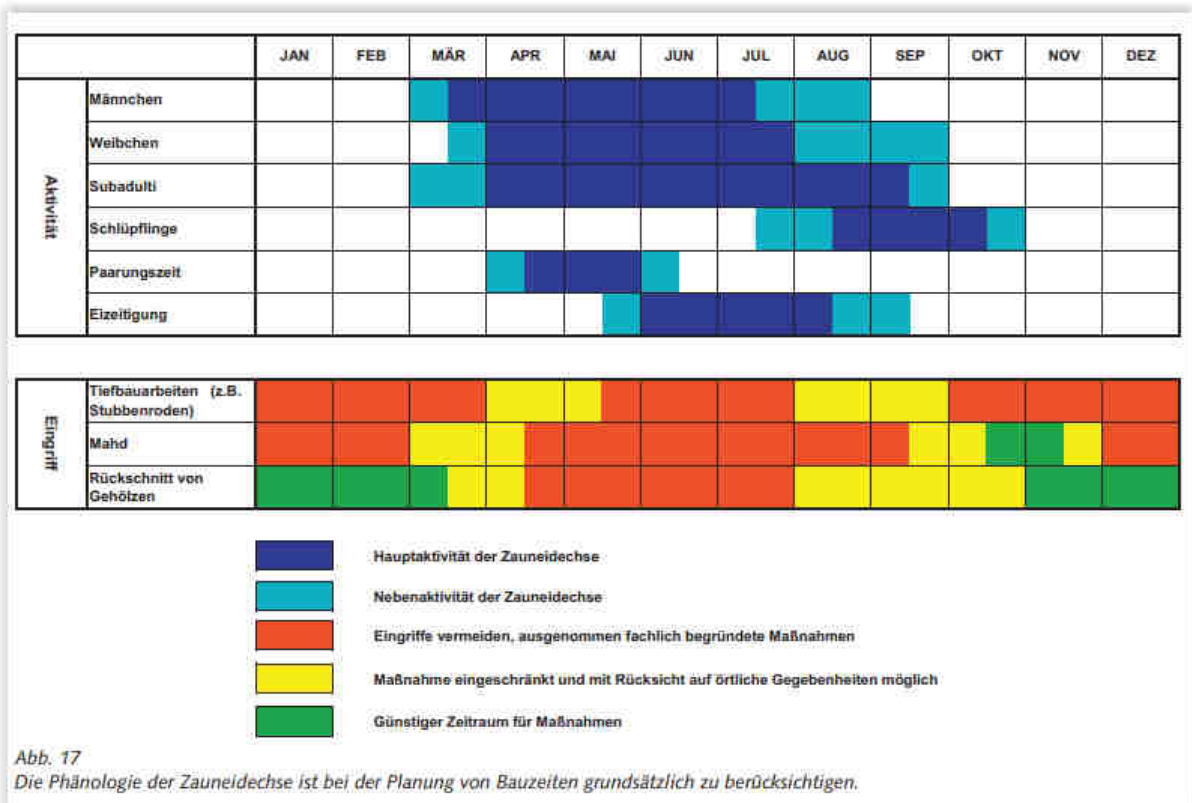 JAN FEB MÄR APR MAI JUN JUL AUG SEP OKT NOV DEZ
Aktivität
Männchen
Weibchen
Subadulti
Schlüpflinge
Paarungszeit
Eizeitigung
Eingriff
Tiefbauarbeiten (z.B.
Stubbenroden)
Mahd
Rückschnitt von
Gehölzen
Hauptaktivität der Zauneidechse
Nebenaktivität der Zauneidechse
Eingriffe vermeiden, ausgenommen fachlich begründete Maßnahmen
Maßnahme eingeschränkt und mit Rücksicht auf örtliche Gegebenheiten möglich
Günstiger Zeitraum für Maßnahmen
Abb. 17
Die Phänologie der Zauneidechse ist bei der Planung von Bauzeiten grundsätzlich zu berücksichtigen.